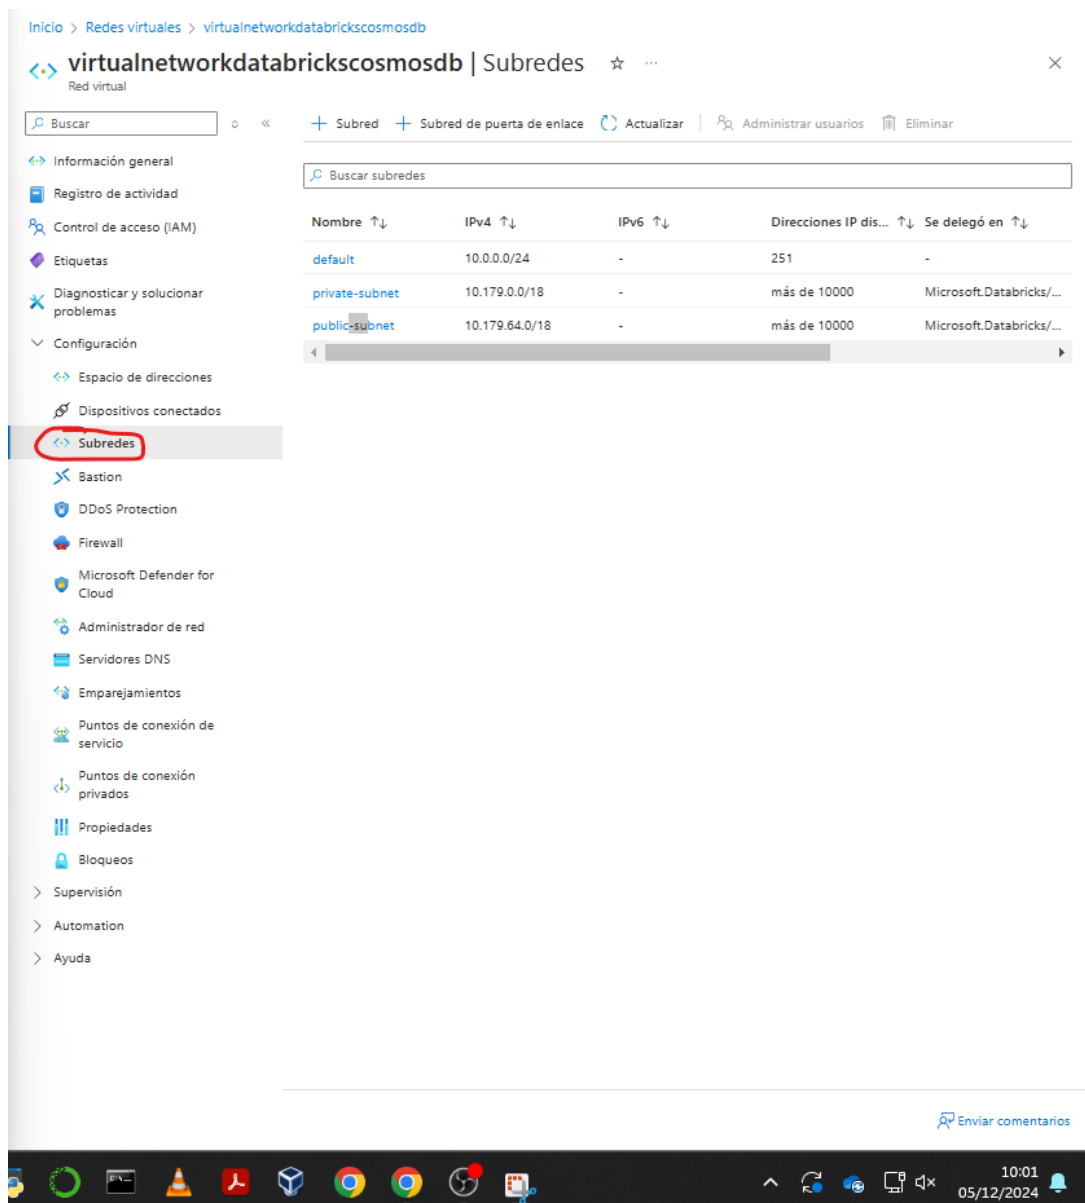 Inicio > Redes virtuales > virtualnetworkdatabrickscosmosdb
virtualnetworkdatabrickscosmosdb | Subredes
Red virtual
Buscar
Subred
Subred de puerta de enlace
Actualizar
Administrar usuarios
Eliminar
Información general
Registro de actividad
Control de acceso (IAM)
Etiquetas
Diagnosticar y solucionar
problemas
Configuración
Espacio de direcciones
Dispositivos conectados
Subredes
Bastion
DDoS Protection
Firewall
Microsoft Defender for
Cloud
Administrador de red
Servidores DNS
Emparejamientos
Puntos de conexión de
servicio
Puntos de conexión
privados
Propiedades
Bloqueos
Supervisión
Automation
Ayuda
Buscar subredes
Nombre IPv4 IPv6 Direcciones IP dis... Se delegó en
default 10.0.0.0/24 - 251 -
private-subnet 10.179.0.0/18 - más de 10000 Microsoft.Databricks/...
public-subnet 10.179.64.0/18 - más de 10000 Microsoft.Databricks/...
Enviar comentarios
10:01
05/12/2024